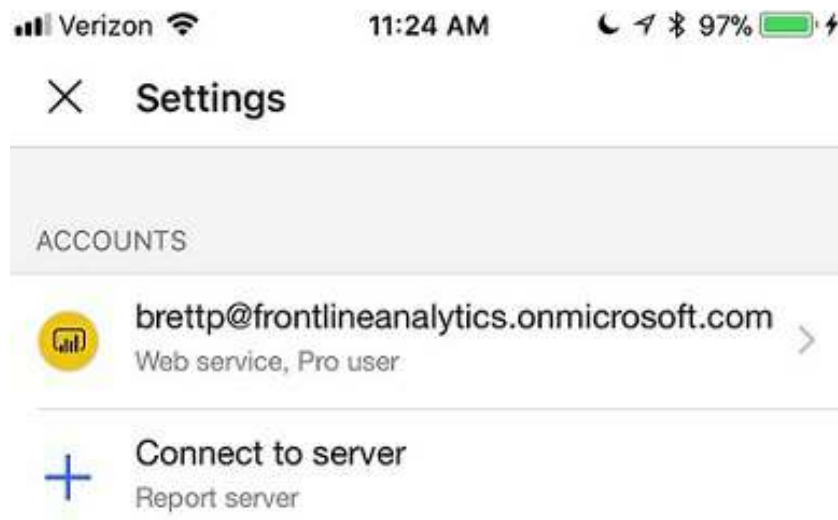 Verizon 11:24 AM 97%
Settings
ACCOUNTS
brettp@frontlineanalytics.onmicrosoft.com
Web service, Pro user
Connect to server
Report server